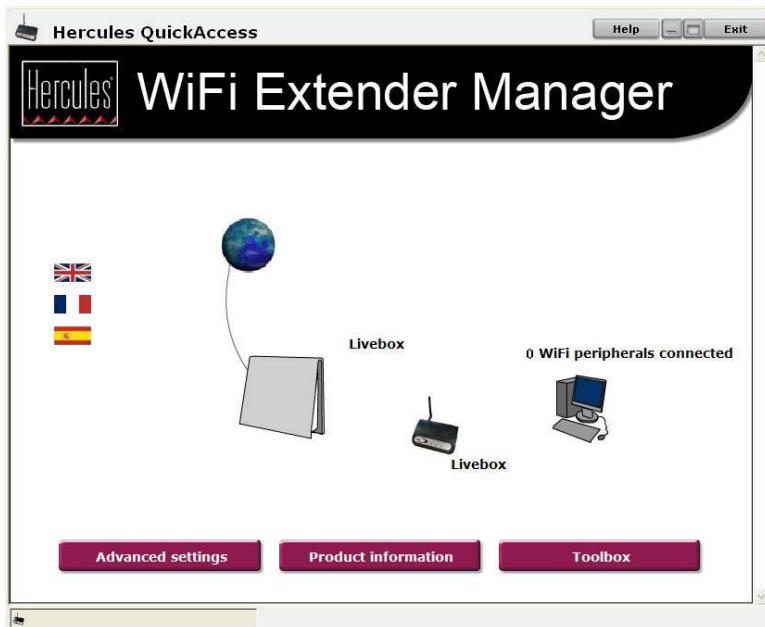 Hercules QuickAccess
Help
Exit
Hercules
WiFi Extender Manager
Livebox
0 WiFi peripherals connected
Livebox
Advanced settings
Product information
Toolbox